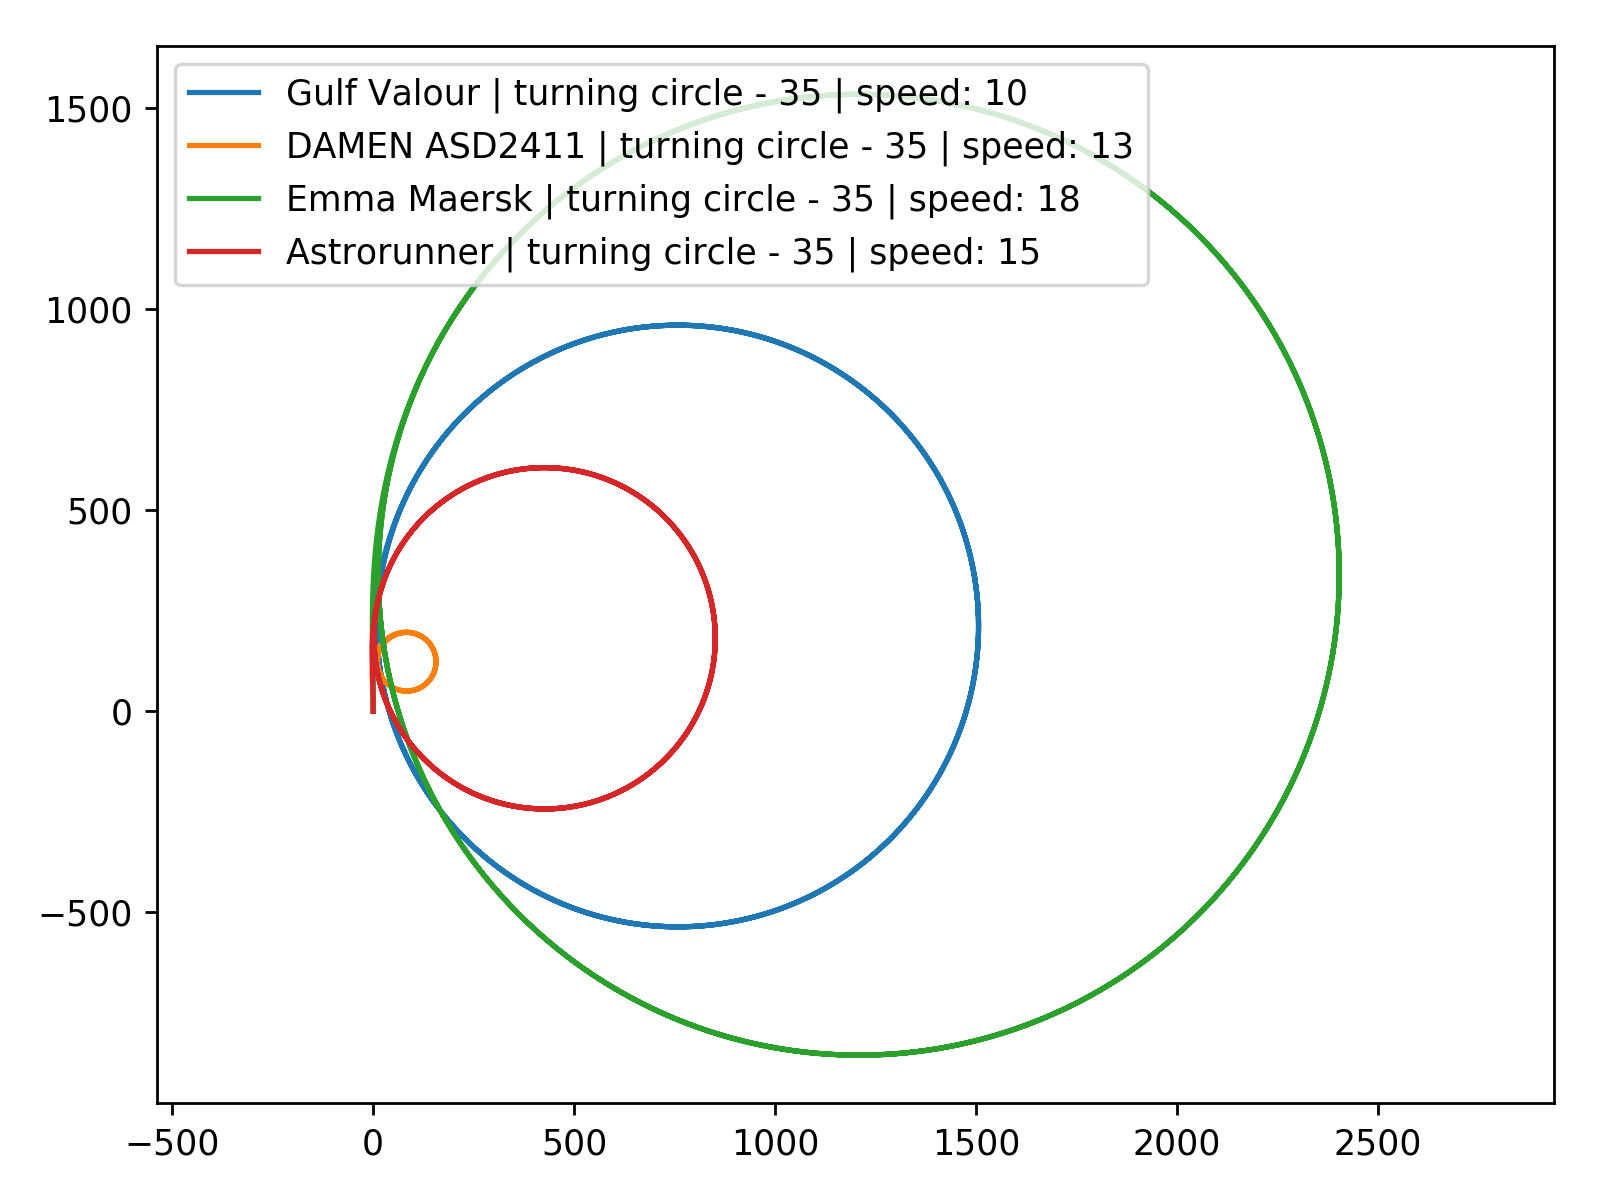 Gulf Valour | turning circle - 35 | speed: 10
DAMEN ASD2411 | turning circle - 35 | speed: 13
Emma Maersk | turning circle - 35 | speed: 18
Astrorunner | turning circle - 35 | speed: 15
1500
1000
500
0
−500
−500 0 500 1000 1500 2000 2500